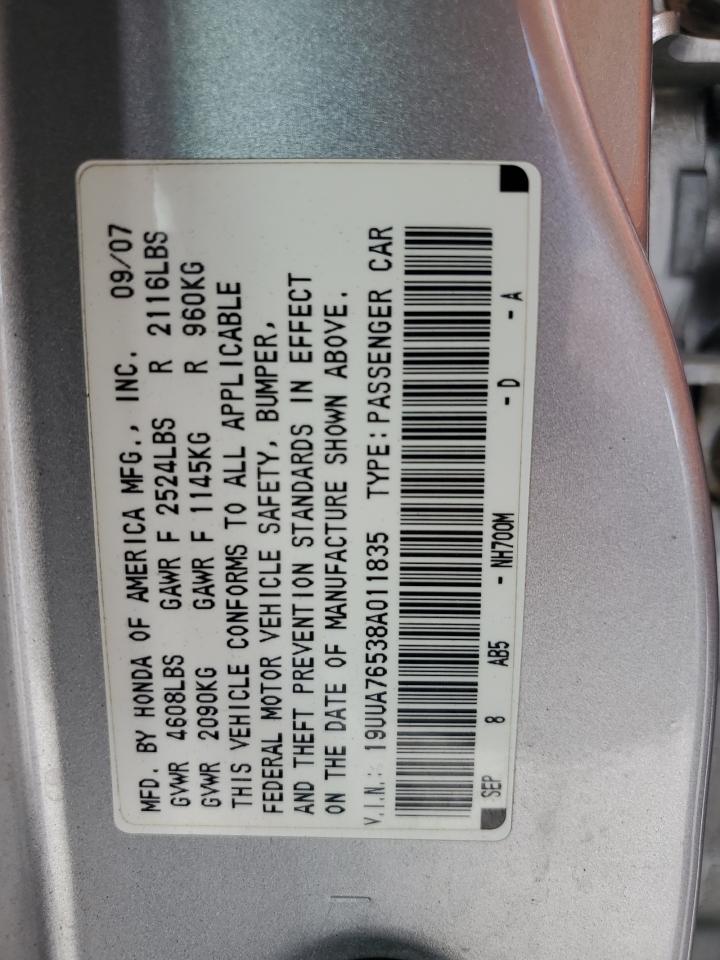 MFD. BY HONDA OF AMERICA MFG., INC. 09/07
GVWR 4608LBS GAWR F 2524LBS R 2116LBS
GVWR 2090KG GAWR F 1145KG R 960KG
THIS VEHICLE CONFORMS TO ALL APPLICABLE
FEDERAL MOTOR VEHICLE SAFETY, BUMPER,
AND THEFT PREVENTION STANDARDS IN EFFECT
ON THE DATE OF MANUFACTURE SHOWN ABOVE.
V.I.N.: 19UUA76538A011835 TYPE:PASSENGER CAR
SEP 8 AB5 - NH700M - D - A